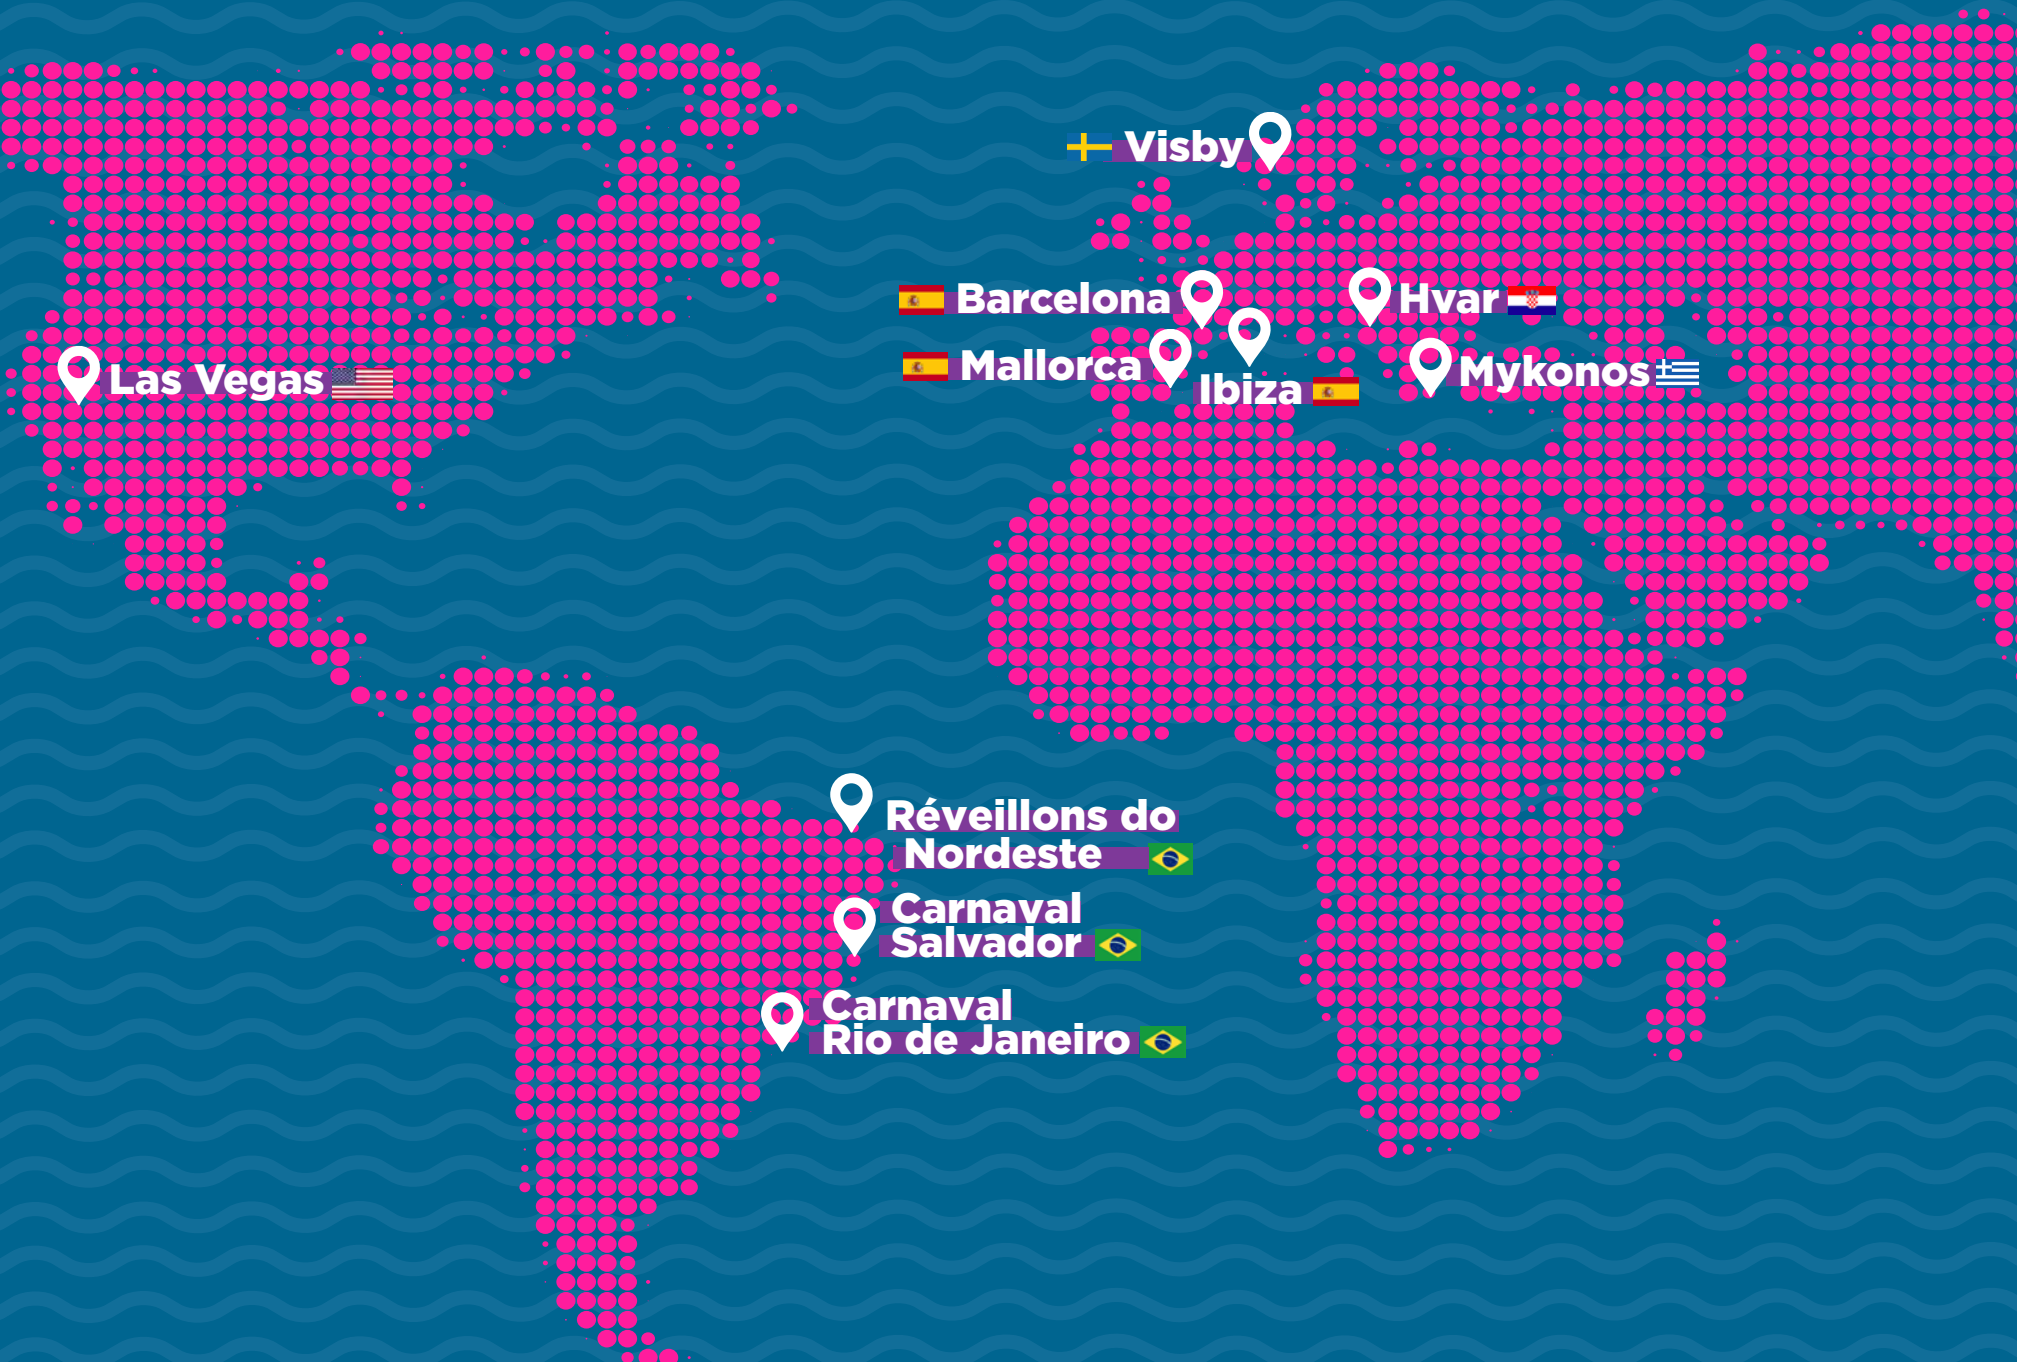 Visby
Barcelona
Hvar
Mallorca
Ibiza
Mykonos
Las Vegas
Réveillons do
Nordeste
Carnaval
Salvador
Carnaval
Rio de Janeiro